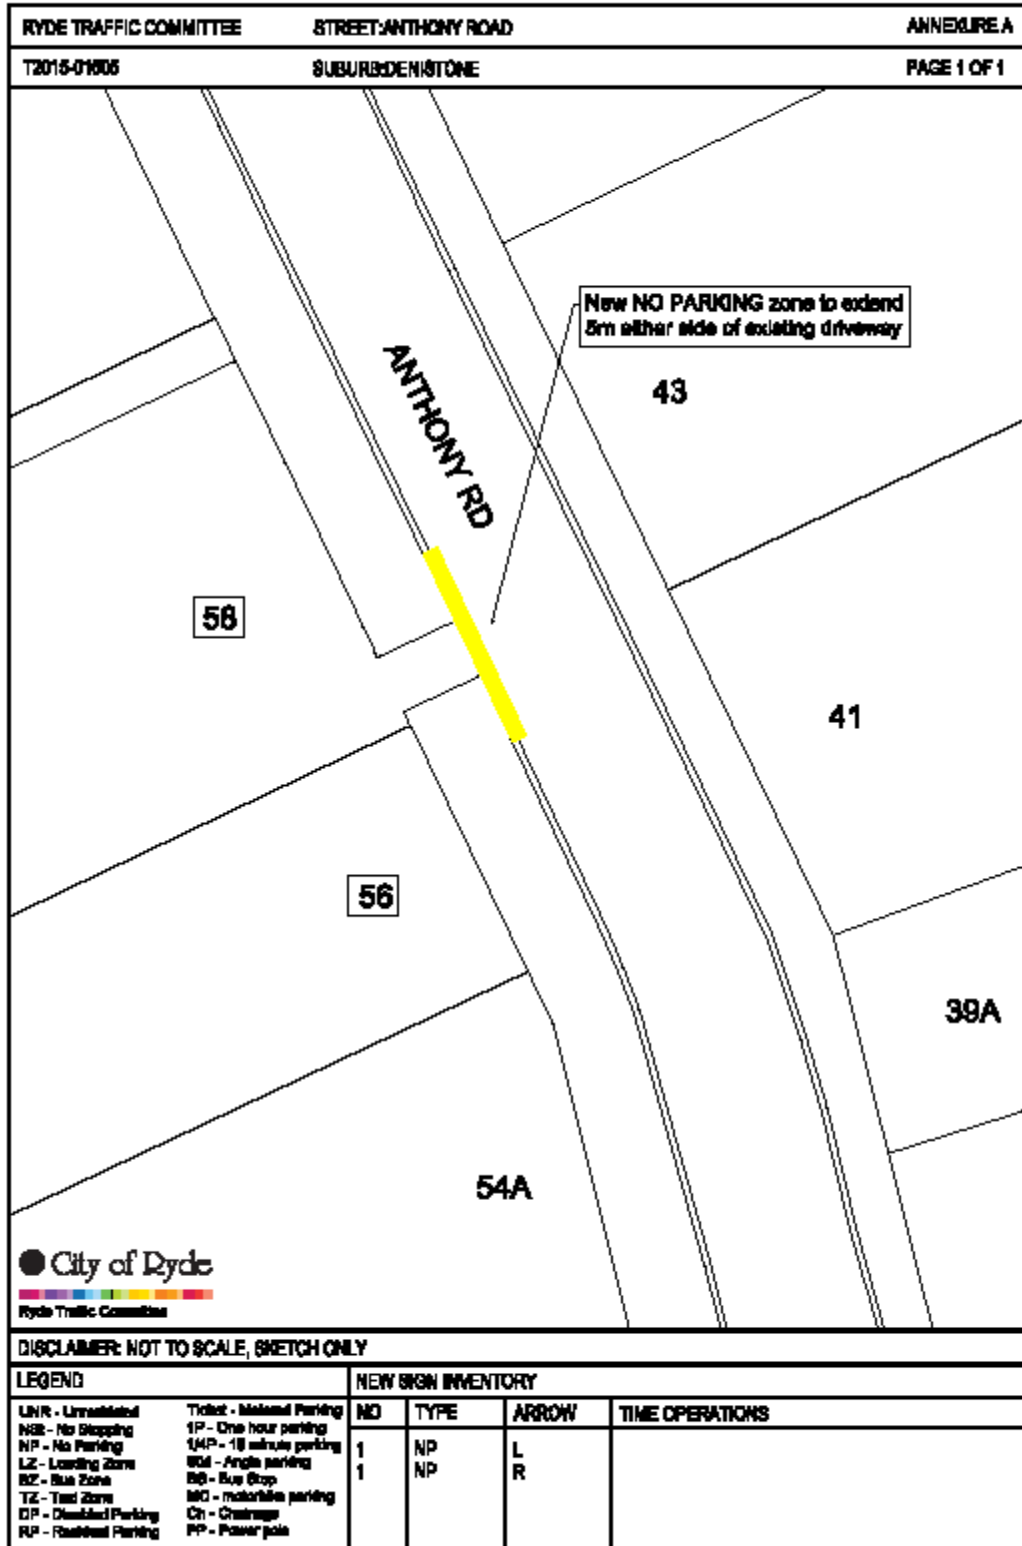 RYDE TRAFFIC COMMITTEE STREET:ANTHONY ROAD ANNEXURE A
T2015-01605 SUBURB:DENISTONE PAGE 1 OF 1
New NO PARKING zone to extend
5m either side of existing driveway
43
ANTHONY RD
58
41
56
39A
54A
City of Ryde
Ryde Traffic Committee
DISCLAIMER: NOT TO SCALE, SKETCH ONLY
LEGEND
UNR - Unrestricted
- No Stopping
NP - No Parking
LZ - Loading Zone
BZ - Bus Zone
TZ - Taxi Zone
DP - Disabled Parking
RP - Resident Parking
Ticket - Metered Parking
1P - One hour parking
1/4P - 15 minute parking
- Angle parking
BS - Bus Stop
MC - motorbike parking
Ch - Chainage
PP - Power pole
NEW SIGN INVENTORY
NO TYPE ARROW TIME OPERATIONS
1 NP L
1 NP R